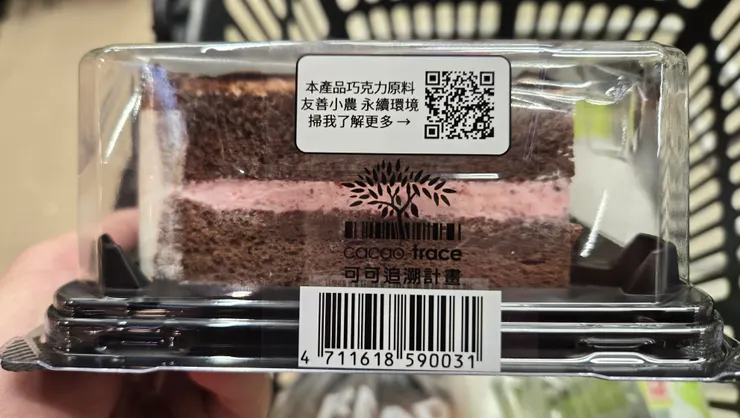 本產品巧克力原料
友善小農 永續環境
掃我了解更多→
cacao-trace
可可追溯計畫
4 711618 590031